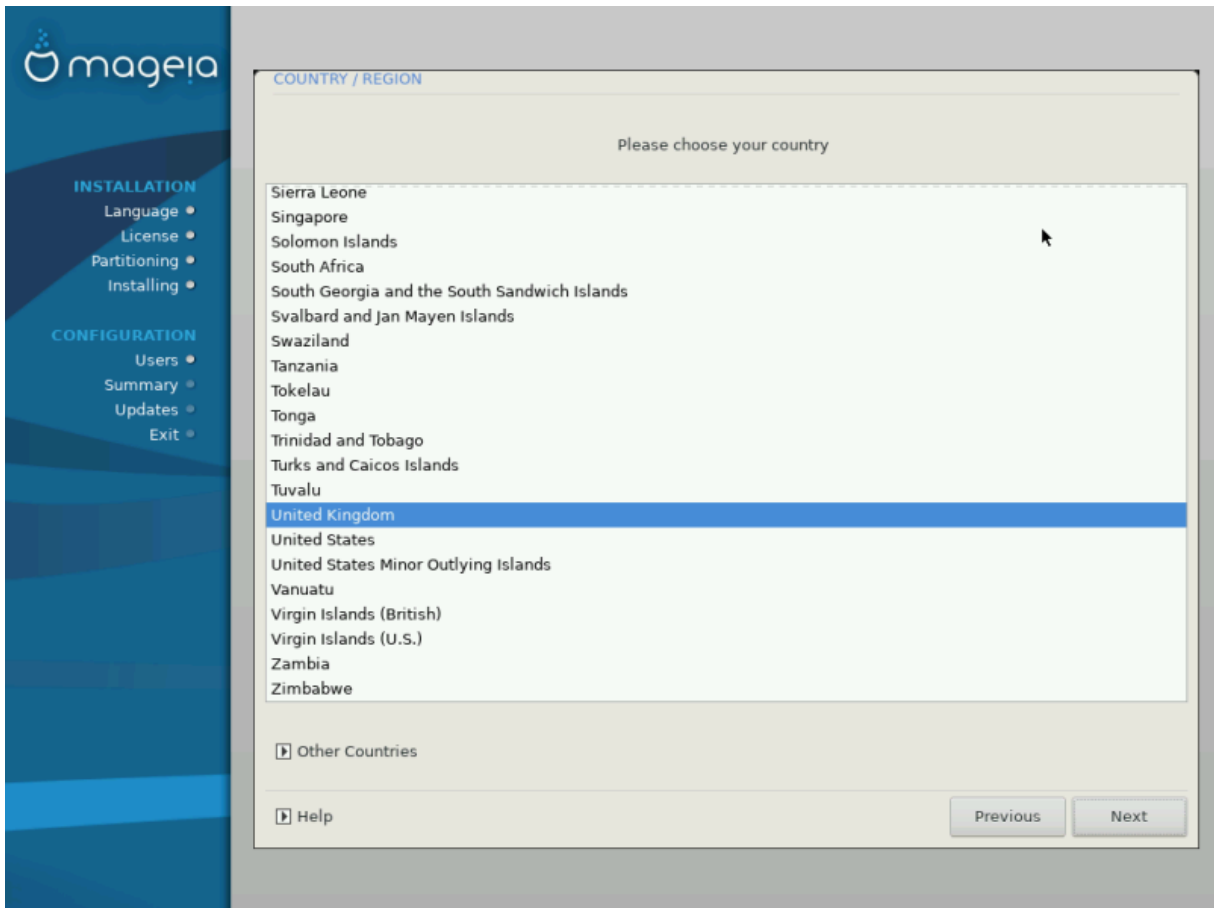 mageia
INSTALLATION
Language
License
Partitioning
Installing
CONFIGURATION
Users
Summary
Updates
Exit
COUNTRY / REGION
Please choose your country
Sierra Leone
Singapore
Solomon Islands
South Africa
South Georgia and the South Sandwich Islands
Svalbard and Jan Mayen Islands
Swaziland
Tanzania
Tokelau
Tonga
Trinidad and Tobago
Turks and Caicos Islands
Tuvalu
United Kingdom
United States
United States Minor Outlying Islands
Vanuatu
Virgin Islands (British)
Virgin Islands (U.S.)
Zambia
Zimbabwe
Other Countries
Help
Previous
Next